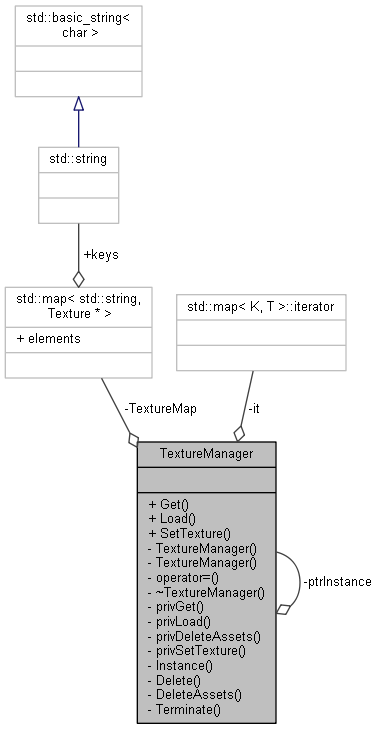 std::basic_string<
char >
std::string
+keys
std::map< std::string,
Texture * >
+ elements
std::map< K, T >::iterator
-TextureMap
-it
TextureManager
+ Get()
+ Load()
+ SetTexture()
- TextureManager()
- TextureManager()
- operator=()
- ~TextureManager()
- privGet()
- privLoad()
- privDeleteAssets()
- privSetTexture()
- Instance()
- Delete()
- DeleteAssets()
- Terminate()
-ptrInstance